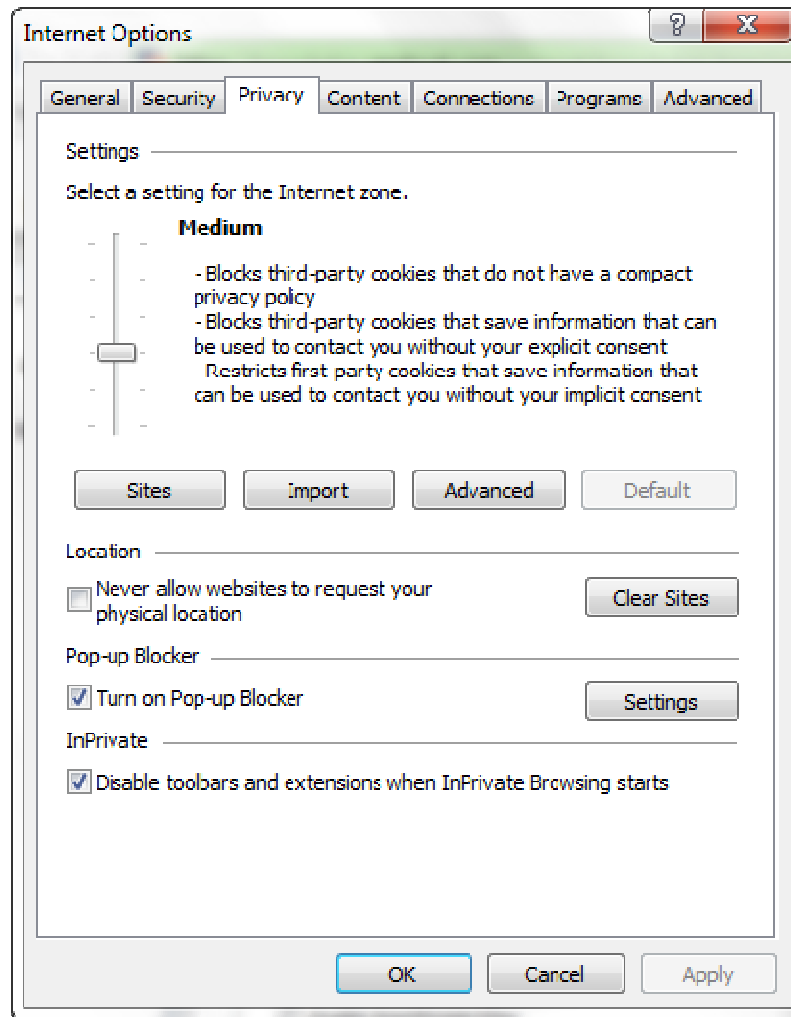 Internet Options
General Security Privacy Content Connections Programs Advanced
Settings
Select a setting for the Internet zone.
Medium
- Blocks third-party cookies that do not have a compact
privacy policy
- Blocks third-party cookies that save information that can
be used to contact you without your explicit consent
- Restricts first-party cookies that save information that
can be used to contact you without your implicit consent
Sites Import Advanced Default
Location
Never allow websites to request your
physical location
Clear Sites
Pop-up Blocker
Turn on Pop-up Blocker
Settings
InPrivate
Disable toolbars and extensions when InPrivate Browsing starts
OK Cancel Apply